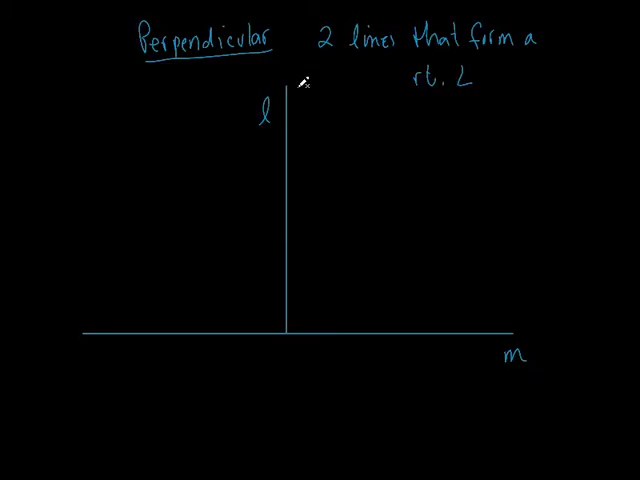 Perpendicular 2 lines that form a
rt. ∠
l
m